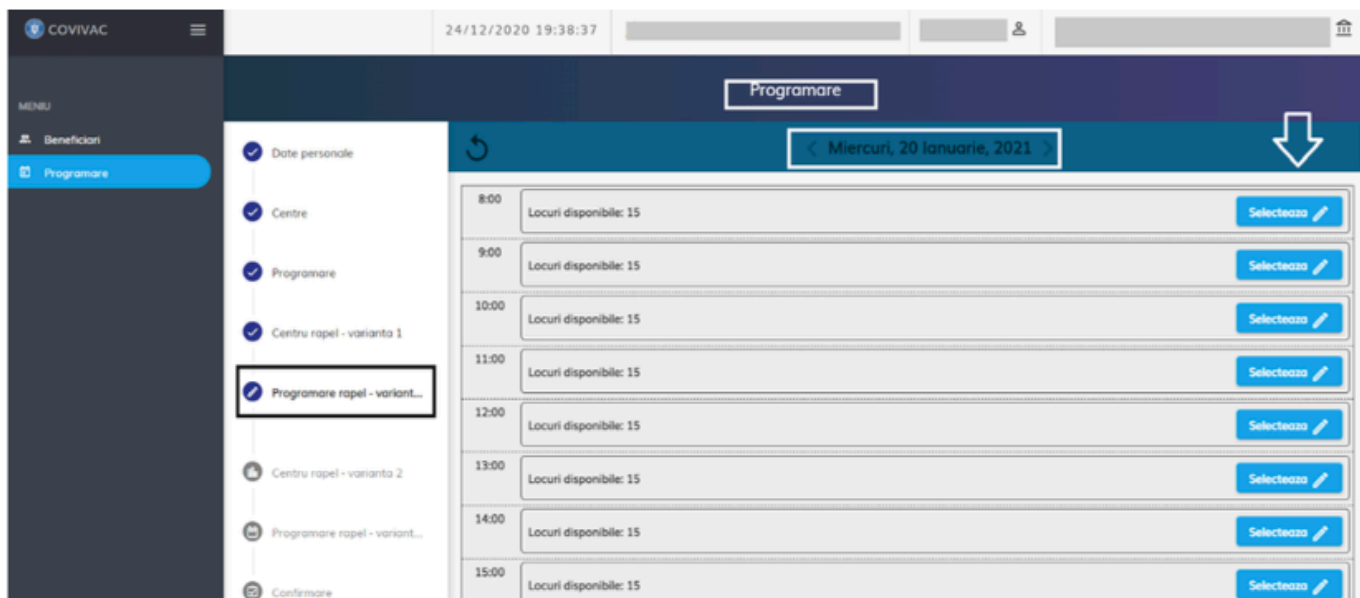 COVIVAC
24/12/2020 19:38:37
Programare
MENIU
Beneficiari
Programare
Date personale
Centre
Programare
Centru rapel - varianta 1
Programare rapel - variant...
Centru rapel - varianta 2
Programare rapel - variant...
Confirmare
< Miercuri, 20 Ianuarie, 2021 >
8:00 Locuri disponibile: 15 Selecteaza
9:00 Locuri disponibile: 15 Selecteaza
10:00 Locuri disponibile: 15 Selecteaza
11:00 Locuri disponibile: 15 Selecteaza
12:00 Locuri disponibile: 15 Selecteaza
13:00 Locuri disponibile: 15 Selecteaza
14:00 Locuri disponibile: 15 Selecteaza
15:00 Locuri disponibile: 15 Selecteaza